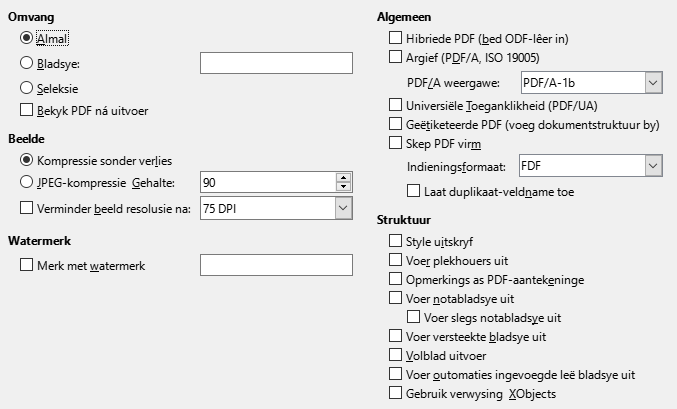 Omvang
Almal
Bladsye:
Seleksie
Bekyk PDF ná uitvoer
Beelde
Kompressie sonder verlies
JPEG-kompressie Gehalte: 90
Verminder beeld resolusie na: 75 DPI
Watermerk
Merk met watermerk
Algemeen
Hibriede PDF (bed ODF-lêer in)
Argief (PDF/A, ISO 19005)
PDF/A weergawe: PDF/A-1b
Universiële Toeganklikheid (PDF/UA)
Geëtiketeerde PDF (voeg dokumentstruktuur by)
Skep PDF virm
Indieningsformaat: FDF
Laat duplikaat-veldname toe
Struktuur
Style uitskryf
Voer plekhouers uit
Opmerkings as PDF-aantekeninge
Voer notabladsye uit
Voer slegs notabladsye uit
Voer versteekte bladsye uit
Volblad uitvoer
Voer outomaties ingevoegde leë bladsye uit
Gebruik verwysing XObjects